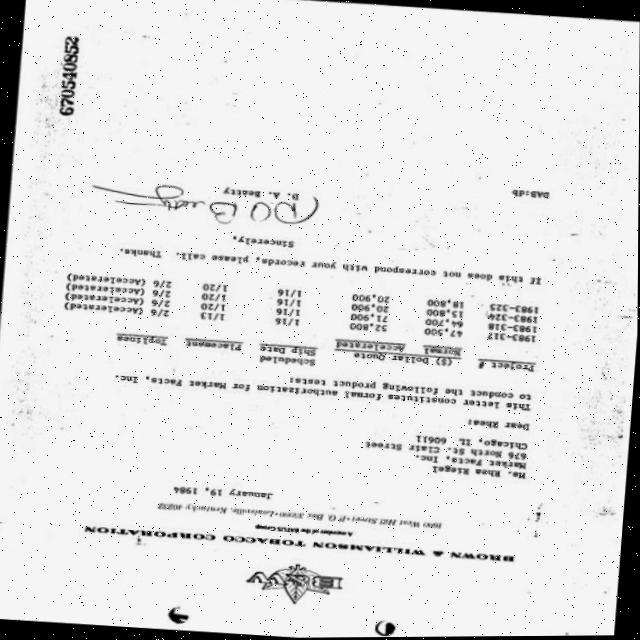 B&W
BROWN & WILLIAMSON TOBACCO CORPORATION
1600 West Hill Street • P.O. Box 35090 • Louisville, Kentucky 40232
January 19, 1984
Ms. Rhea Riegel
Market Facts, Inc.
676 North St. Clair Street
Chicago, IL 60611
Dear Rhea:
This letter constitutes formal authorization for Market Facts, Inc.
to conduct the following product tests:
Project # ($) Dollar Quote Normal Accelerated Scheduled Ship Date Placement Toplines
1983-317 47,500 52,800 1/16 1/13 2/6 (Accelerated)
1983-318 64,700 71,900 1/16 1/20 2/6 (Accelerated)
1983-324 15,800 20,900 1/16 1/20 2/6 (Accelerated)
1983-325 18,800 20,900 1/16 1/20 2/6 (Accelerated)
If this does not correspond with your records, please call. Thanks.
Sincerely,
D. A. Beatty
DAB:db
670540852